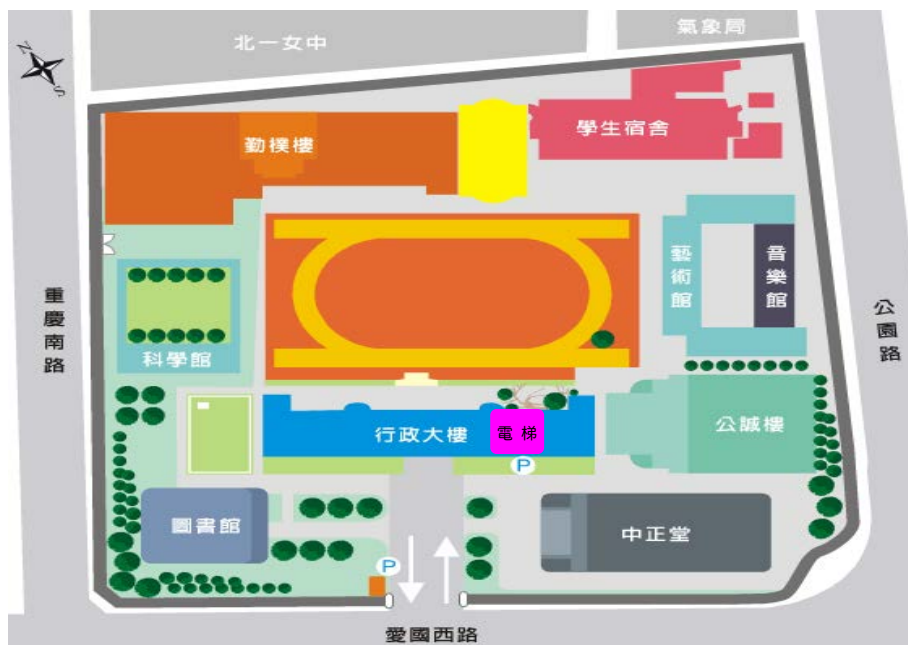 北一女中
氣象局
N
S
勤樸樓
學生宿舍
藝術館
音樂館
重慶南路
公園路
科學館
行政大樓
電梯
公誠樓
P
圖書館
中正堂
P
愛國西路